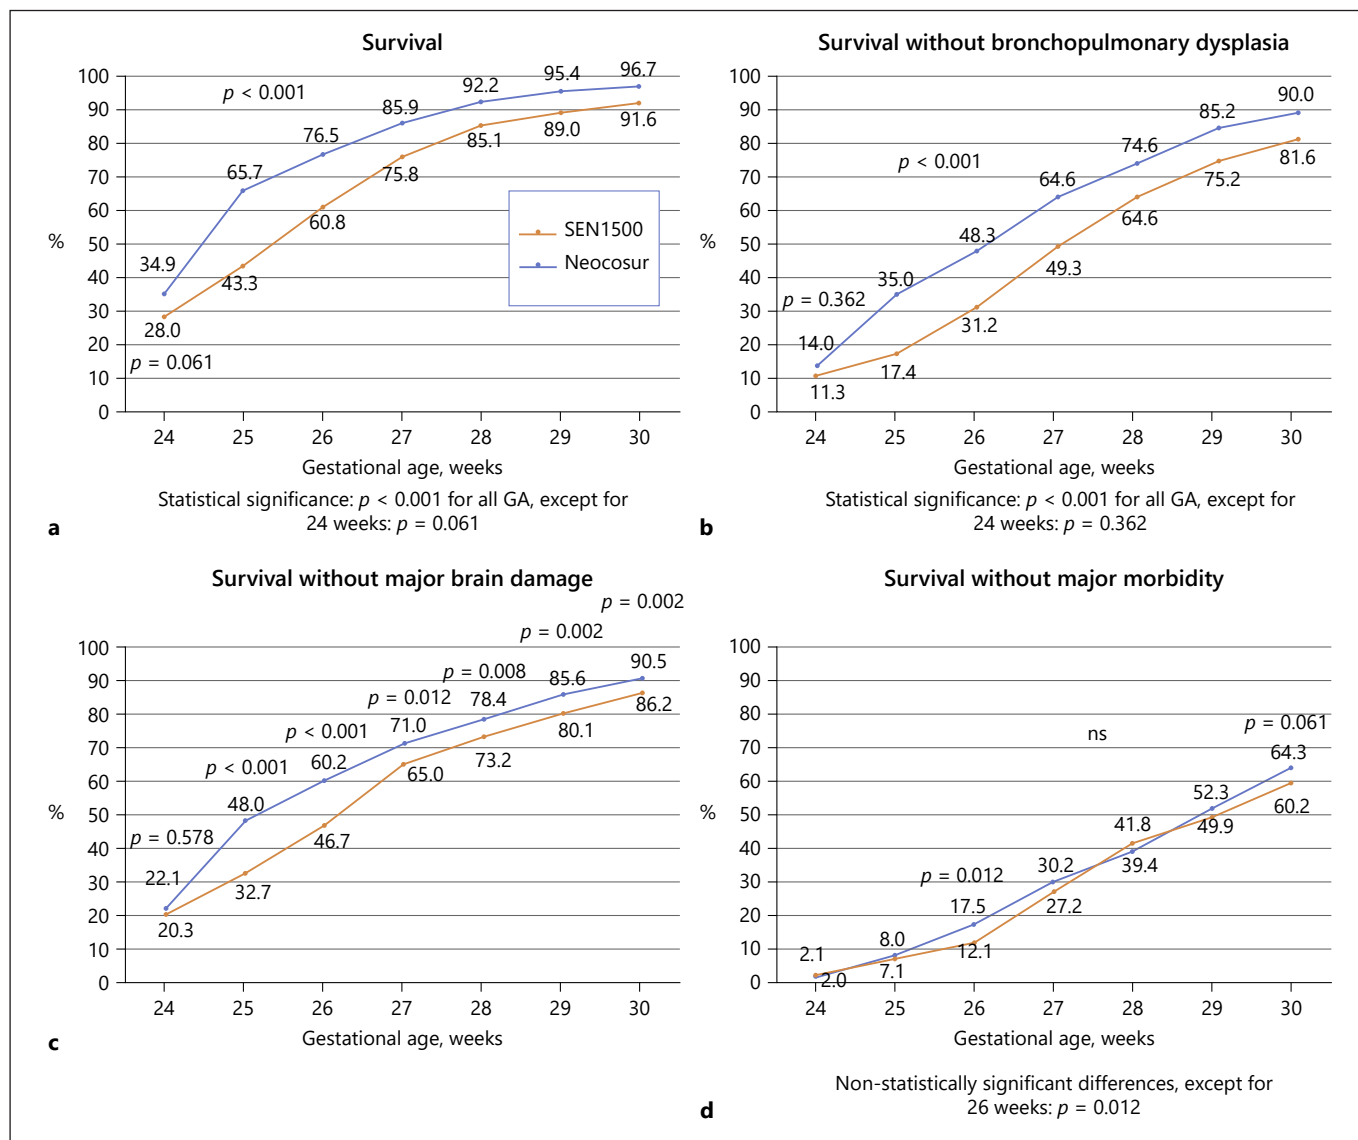 Survival
100
90
80
70
60
50
40
30
20
10
0
%
p < 0.001
34.9
65.7
76.5
85.9
92.2
95.4
96.7
28.0
43.3
60.8
75.8
85.1
89.0
91.6
p = 0.061
SEN1500
Neocosur
24 25 26 27 28 29 30
Gestational age, weeks
Statistical significance: p < 0.001 for all GA, except for
24 weeks: p = 0.061
a
Survival without bronchopulmonary dysplasia
100
90
80
70
60
50
40
30
20
10
0
%
p < 0.001
p = 0.362
14.0
35.0
48.3
64.6
74.6
85.2
90.0
11.3
17.4
31.2
49.3
64.6
75.2
81.6
24 25 26 27 28 29 30
Gestational age, weeks
Statistical significance: p < 0.001 for all GA, except for
24 weeks: p = 0.362
b
Survival without major brain damage
100
90
80
70
60
50
40
30
20
10
0
%
p = 0.578
p < 0.001
p < 0.001
p = 0.012
p = 0.008
p = 0.002
p = 0.002
22.1
48.0
60.2
71.0
78.4
85.6
90.5
20.3
32.7
46.7
65.0
73.2
80.1
86.2
24 25 26 27 28 29 30
Gestational age, weeks
c
Survival without major morbidity
100
90
80
70
60
50
40
30
20
10
0
%
p = 0.012
ns
p = 0.061
2.1
8.0
17.5
30.2
41.8
52.3
64.3
2.0
7.1
12.1
27.2
39.4
49.9
60.2
24 25 26 27 28 29 30
Gestational age, weeks
Non-statistically significant differences, except for
26 weeks: p = 0.012
d